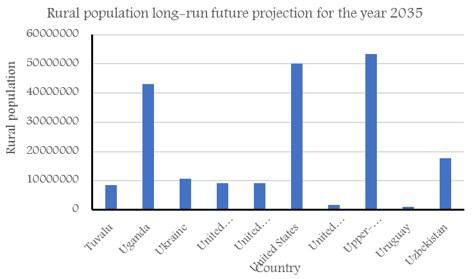 Rural population long-run future projection for the year 2035
60000000
50000000
40000000
30000000
20000000
10000000
0
Rural population
Tuvalu
Uganda
Ukraine
United...
United...
United States
United...
Upper-...
Uruguay
Uzbekistan
Country